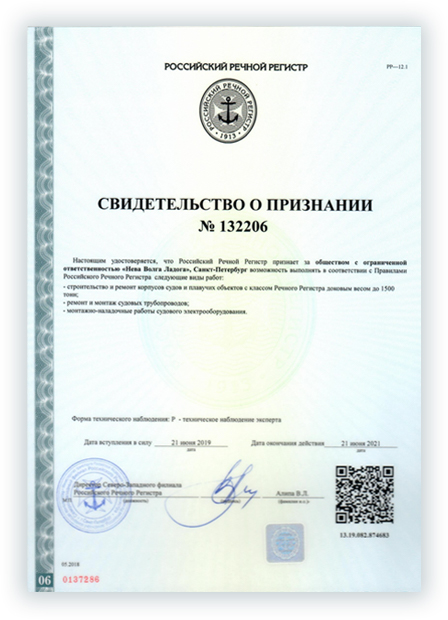 РОССИЙСКИЙ РЕЧНОЙ РЕГИСТР
РР—12.1
РОССИЙСКИЙ РЕЧНОЙ РЕГИСТР
• 1913 •
СВИДЕТЕЛЬСТВО О ПРИЗНАНИИ
№ 132206
Настоящим удостоверяется, что Российский Речной Регистр признает за обществом с ограниченной
ответственностью «Нева Волга Ладога», Санкт-Петербург возможность выполнять в соответствии с Правилами
Российского Речного Регистра следующие виды работ:
- строительство и ремонт корпусов судов и плавучих объектов с классом Речного Регистра доковым весом до 1500
тонн;
- ремонт и монтаж судовых трубопроводов;
- монтажно-наладочные работы судового электрооборудования.
Форма технического наблюдения: Р - техническое наблюдение эксперта
Дата вступления в силу 21 июня 2019 Дата окончания действия 21 июня 2021
дата дата
Директор Северо-Западного филиала
Российского Речного Регистра Алипа В.Л.
М.П. (подпись) (фамилия и.о.)
13.19.082.874683
05.2018
06 0137286